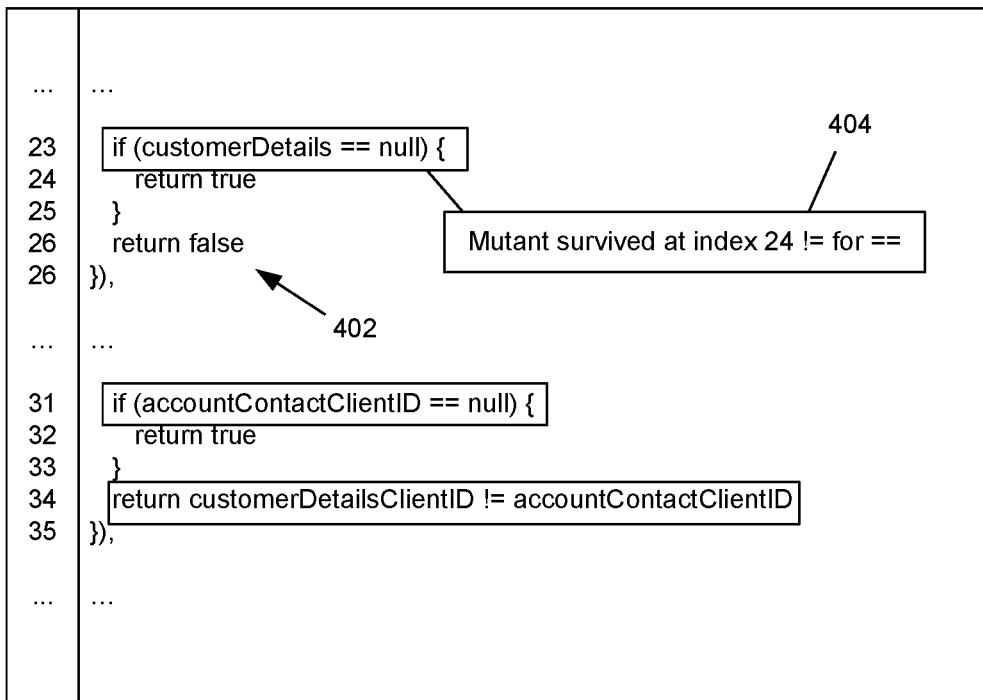 ... ...
404
23 if (customerDetails == null) {
24 return true
25 }
Mutant survived at index 24 != for ==
26 return false
26 }),
402
... ...
31 if (accountContactClientID == null) {
32 return true
33 }
34 return customerDetailsClientID != accountContactClientID
35 }),
... ...